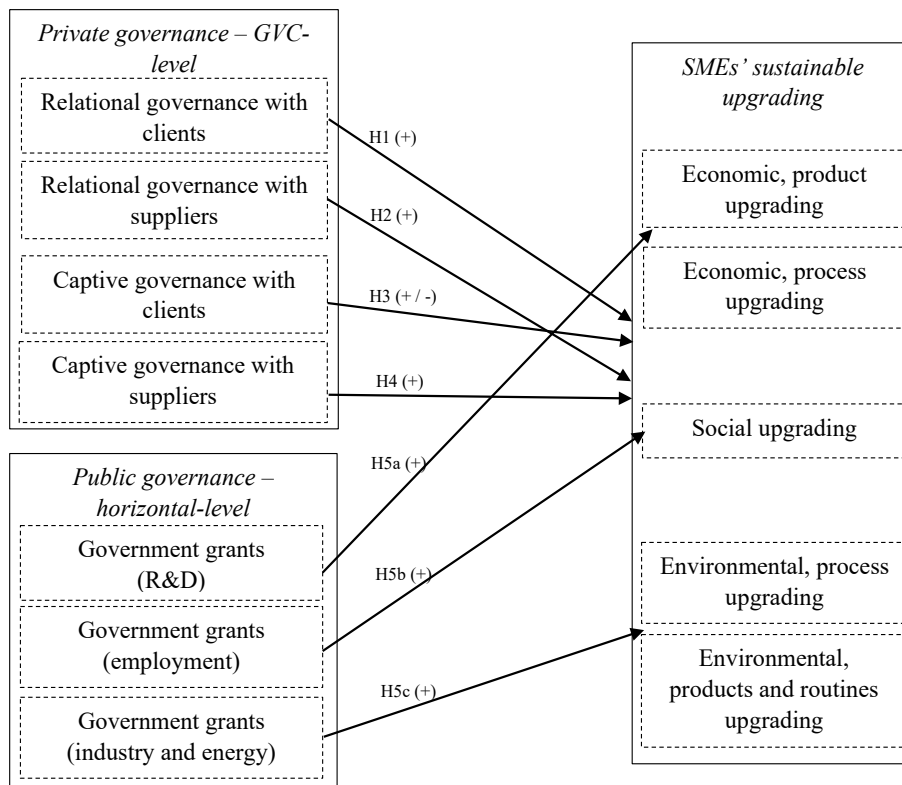 Private governance – GVC-
level
Relational governance with
clients
Relational governance with
suppliers
Captive governance with
clients
Captive governance with
suppliers
H1 (+)
H2 (+)
H3 (+ / -)
H4 (+)
Public governance –
horizontal-level
Government grants
(R&D)
Government grants
(employment)
Government grants
(industry and energy)
H5a (+)
H5b (+)
H5c (+)
SMEs’ sustainable
upgrading
Economic, product
upgrading
Economic, process
upgrading
Social upgrading
Environmental, process
upgrading
Environmental,
products and routines
upgrading